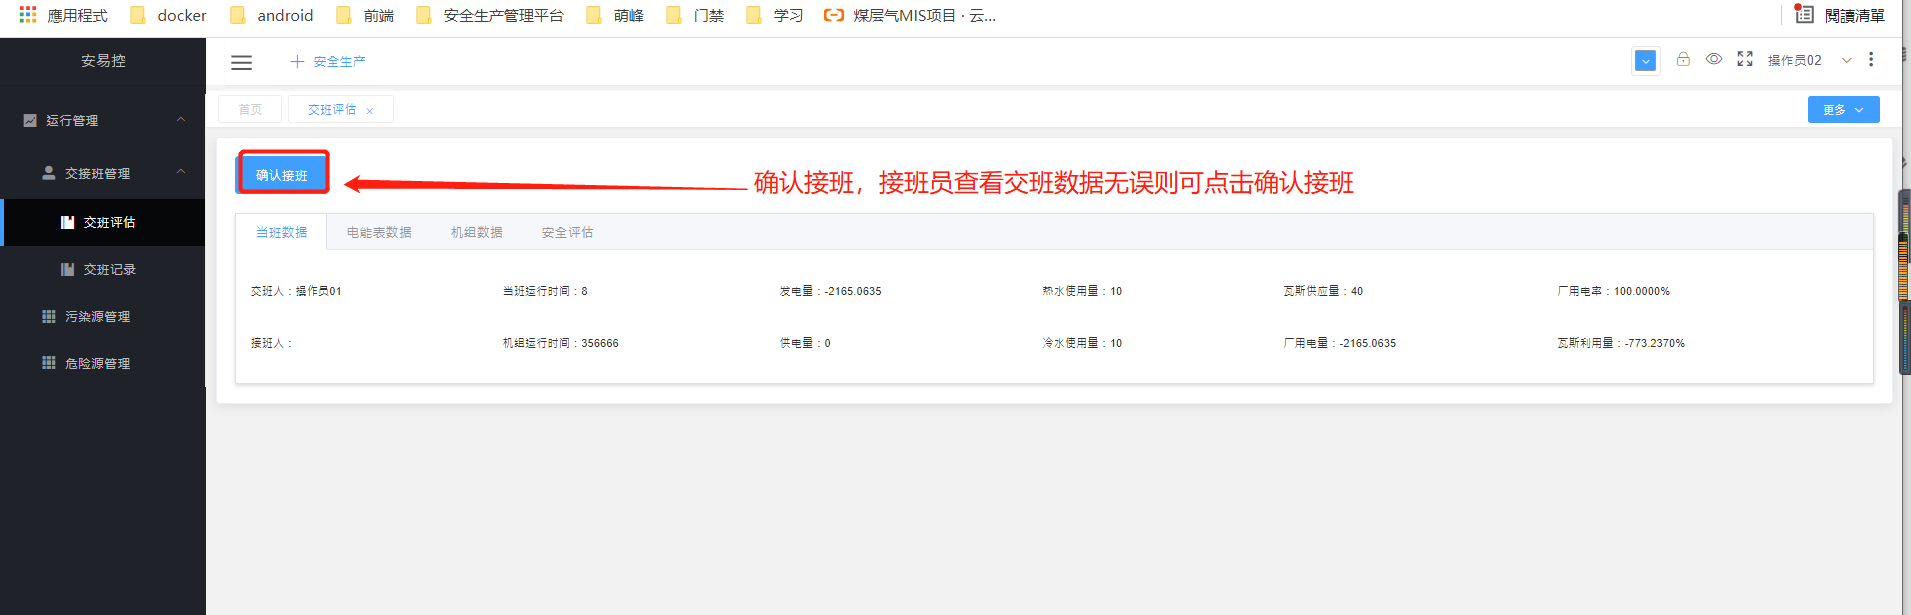 應用程式 docker android 前端 安全生产管理平台 萌峰 门禁 学习 煤层气MIS项目 · 云... 閱讀清單
安易控
安全生产
操作员02
首页 交班评估 ×
更多
运行管理
交接班管理
交班评估
交班记录
污染源管理
危险源管理
确认接班
确认接班，接班员查看交班数据无误则可点击确认接班
当班数据 电能表数据 机组数据 安全评估
交班人：操作员01 当班运行时间：8 发电量：-2165.0635 热水使用量：10 瓦斯供应量：40 厂用电率：100.0000%
接班人： 机组运行时间：356666 供电量：0 冷水使用量：10 厂用电量：-2165.0635 瓦斯利用量：-773.2370%